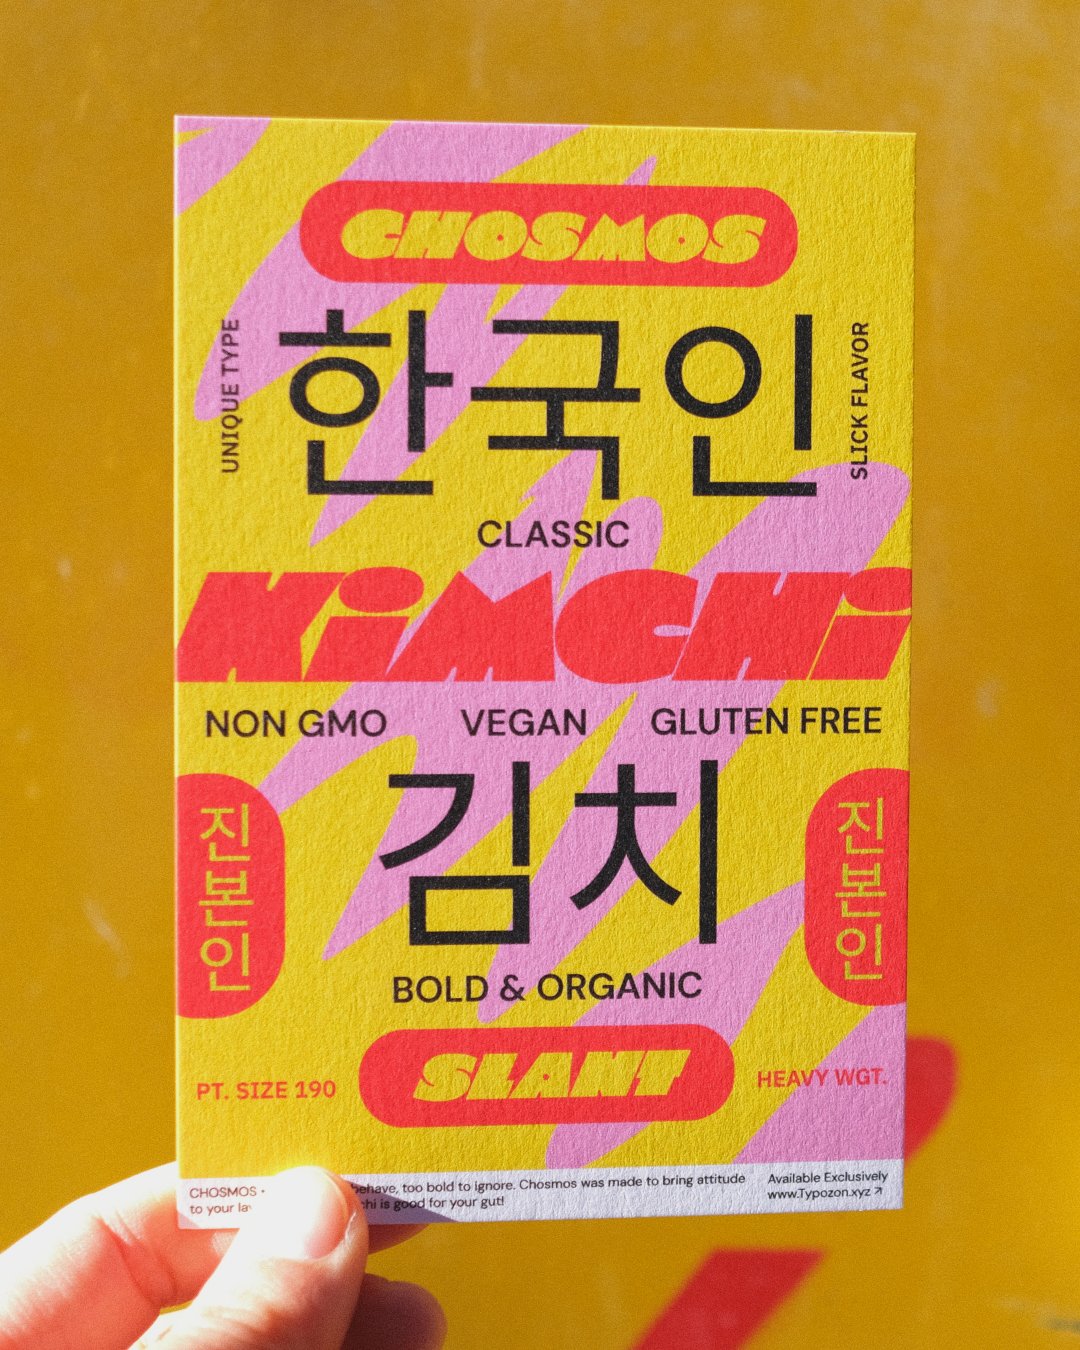 CHOSMOS
UNIQUE TYPE
한국인
SLICK FLAVOR
CLASSIC
KiMCHi
NON GMO VEGAN GLUTEN FREE
김치
진본인
진본인
BOLD & ORGANIC
SLANT
PT. SIZE 190
HEAVY WGT.
CHOSMOS • behave, too bold to ignore. Chosmos was made to bring attitude
to your is good for your gut!
Available Exclusively
www.Typozon.xyz ↗